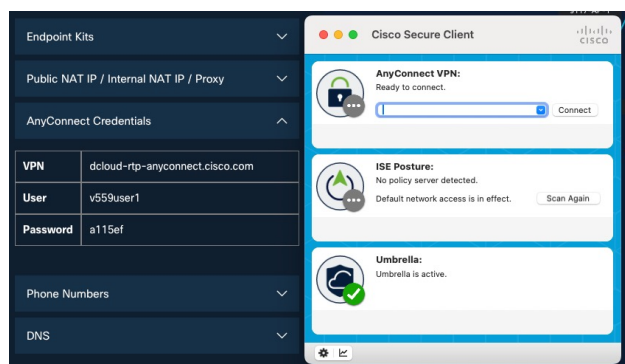 Endpoint Kits
Public NAT IP / Internal NAT IP / Proxy
AnyConnect Credentials
VPN dcloud-rtp-anyconnect.cisco.com
User v559user1
Password a115ef
Phone Numbers
DNS
Cisco Secure Client
CISCO
AnyConnect VPN:
Ready to connect.
Connect
ISE Posture:
No policy server detected.
Default network access is in effect.
Scan Again
Umbrella:
Umbrella is active.